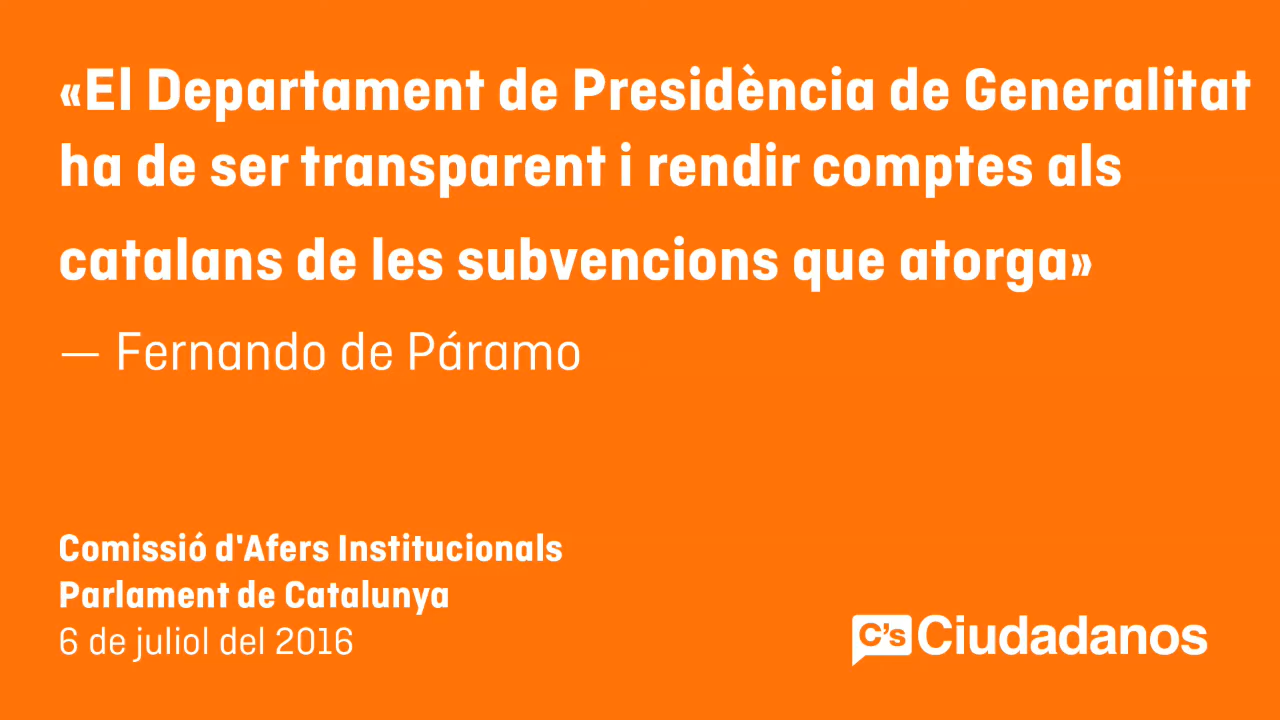 «El Departament de Presidència de Generalitat
ha de ser transparent i rendir comptes als
catalans de les subvencions que atorga»
— Fernando de Páramo
Comissió d'Afers Institucionals
Parlament de Catalunya
6 de juliol del 2016
C's Ciudadanos